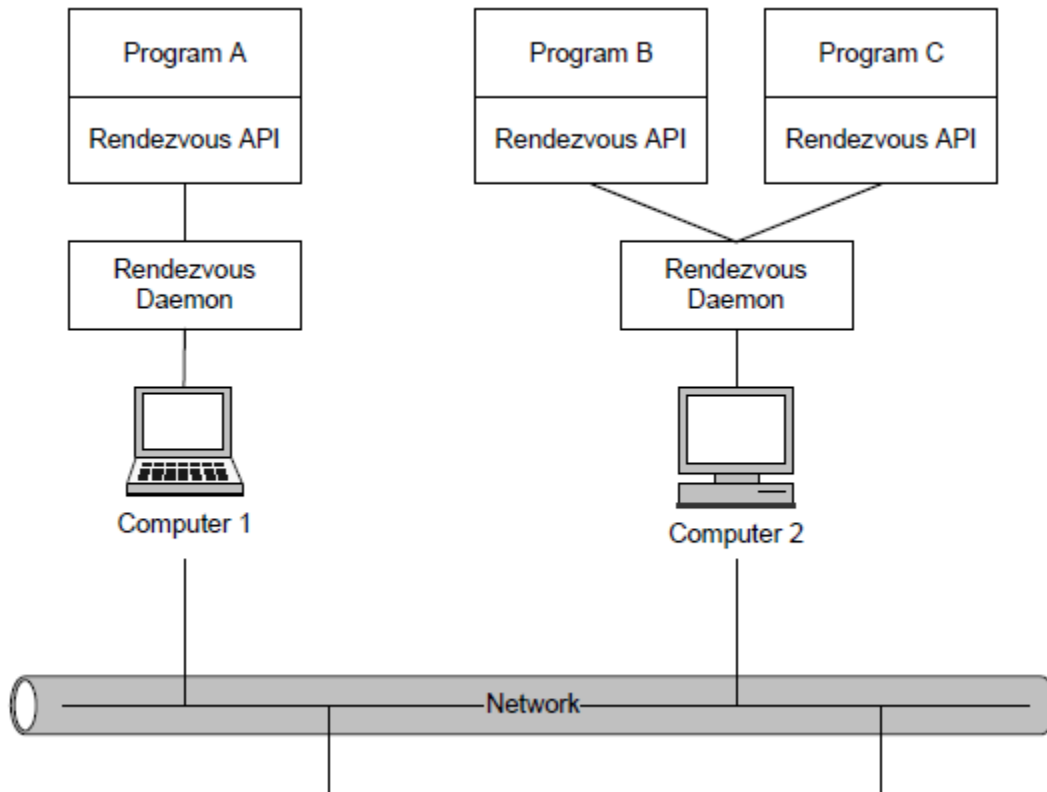 Program A
Program B
Program C
Rendezvous API
Rendezvous API
Rendezvous API
Rendezvous
Daemon
Rendezvous
Daemon
Computer 1
Computer 2
Network